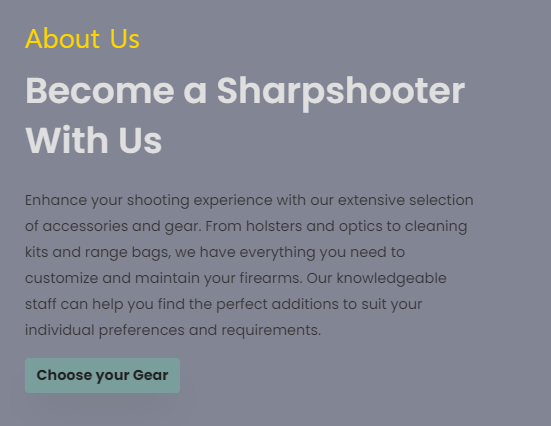 About Us
Become a Sharpshooter
With Us
Enhance your shooting experience with our extensive selection
of accessories and gear. From holsters and optics to cleaning
kits and range bags, we have everything you need to
customize and maintain your firearms. Our knowledgeable
staff can help you find the perfect additions to suit your
individual preferences and requirements.
Choose your Gear